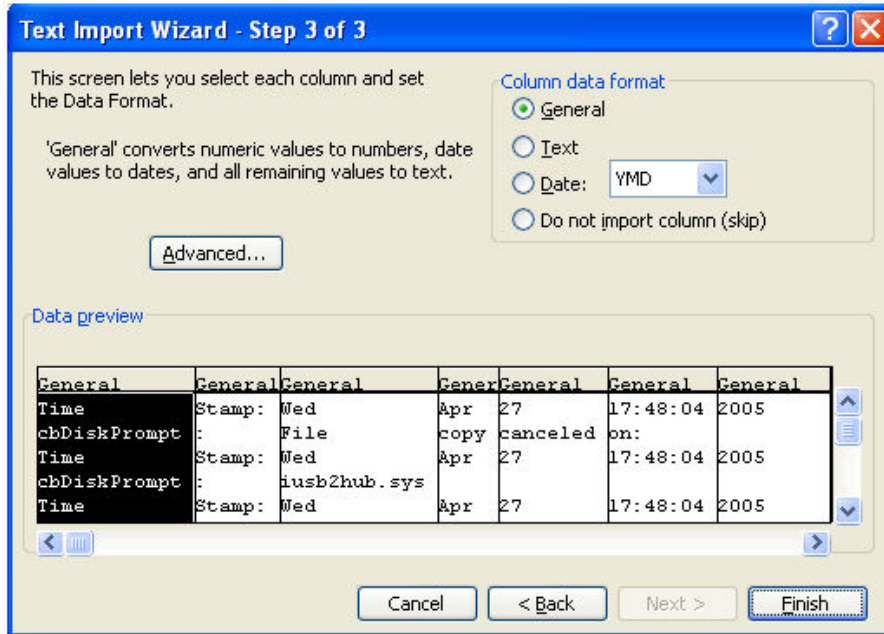 Text Import Wizard - Step 3 of 3
This screen lets you select each column and set
the Data Format.
'General' converts numeric values to numbers, date
values to dates, and all remaining values to text.
Advanced...
Column data format
General
Text
Date: YMD
Do not import column (skip)
Data preview
General General General Gener General General General
Time Stamp: Wed Apr 27 17:48:04 2005
cbDiskPrompt : File copy canceled on:
Time Stamp: Wed Apr 27 17:48:04 2005
cbDiskPrompt : iusb2hub.sys
Time Stamp: Wed Apr 27 17:48:04 2005
Cancel < Back Next > Finish